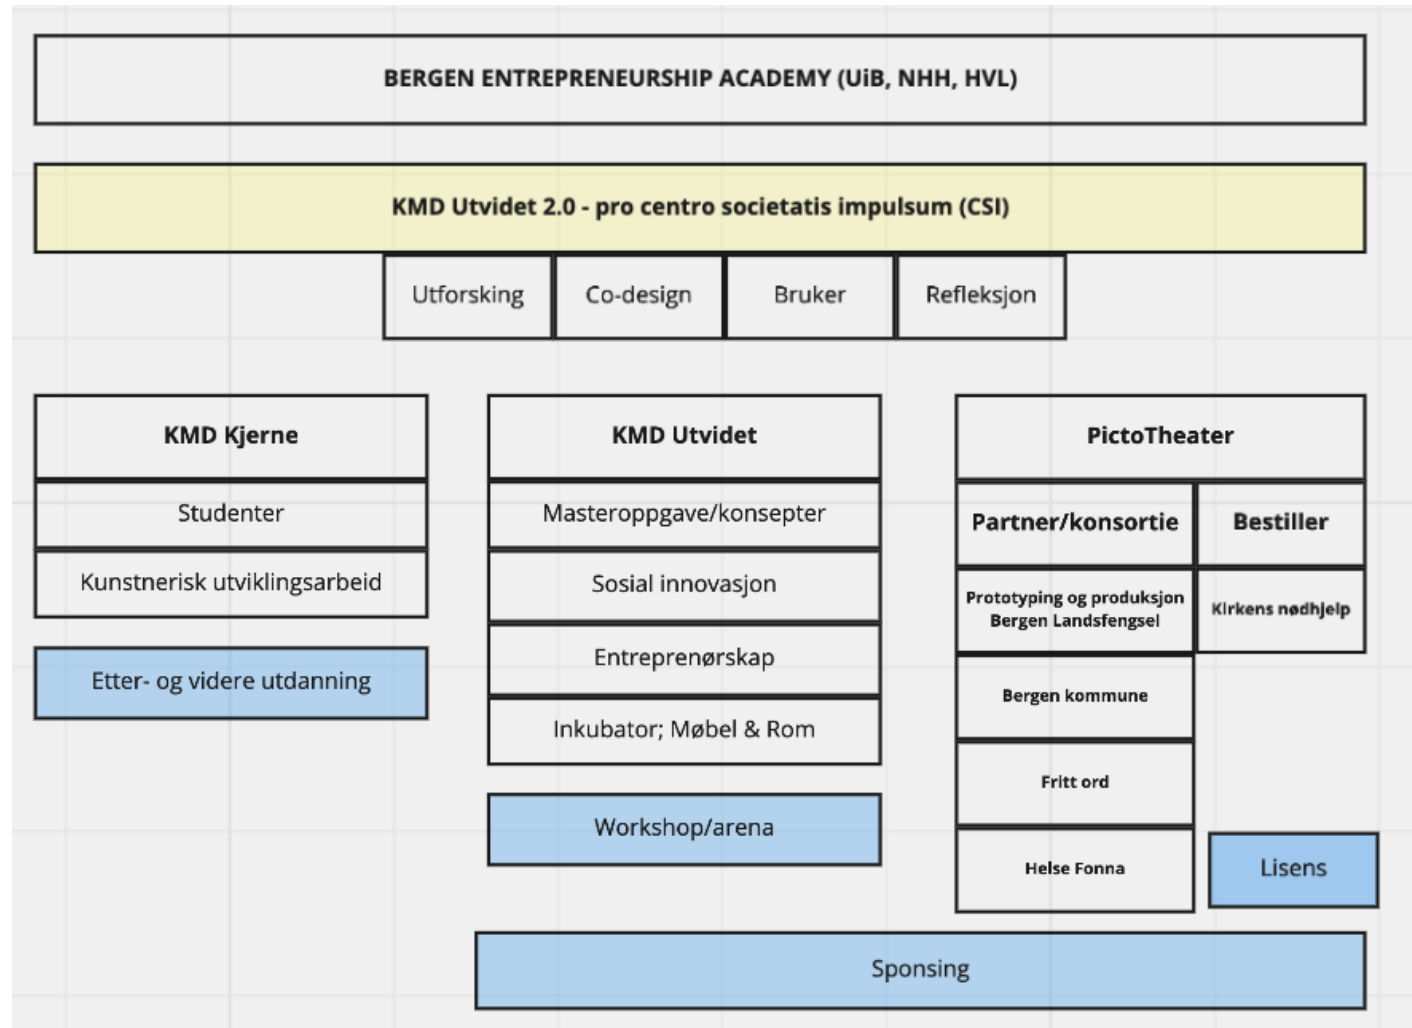 BERGEN ENTREPRENEURSHIP ACADEMY (UiB, NHH, HVL)
KMD Utvidet 2.0 - pro centro societatis impulsum (CSI)
Utforsking
Co-design
Bruker
Refleksjon
KMD Kjerne
Studenter
Kunstnerisk utviklingsarbeid
Etter- og videre utdanning
KMD Utvidet
Masteroppgave/konsepter
Sosial innovasjon
Entreprenørskap
Inkubator; Møbel & Rom
Workshop/arena
PictoTheater
Partner/konsortie
Bestiller
Prototyping og produksjon
Bergen Landsfengsel
Kirkens nødhjelp
Bergen kommune
Fritt ord
Helse Fonna
Lisens
Sponsing